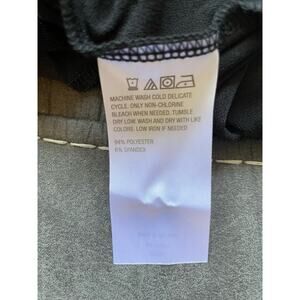 MACHINE WASH COLD DELICATE
CYCLE, ONLY NON-CHLORINE
BLEACH WHEN NEEDED. TUMBLE
DRY LOW. WASH AND DRY WITH LIKE
COLORS. LOW IRON IF NEEDED
94% POLYESTER
6% SPANDEX